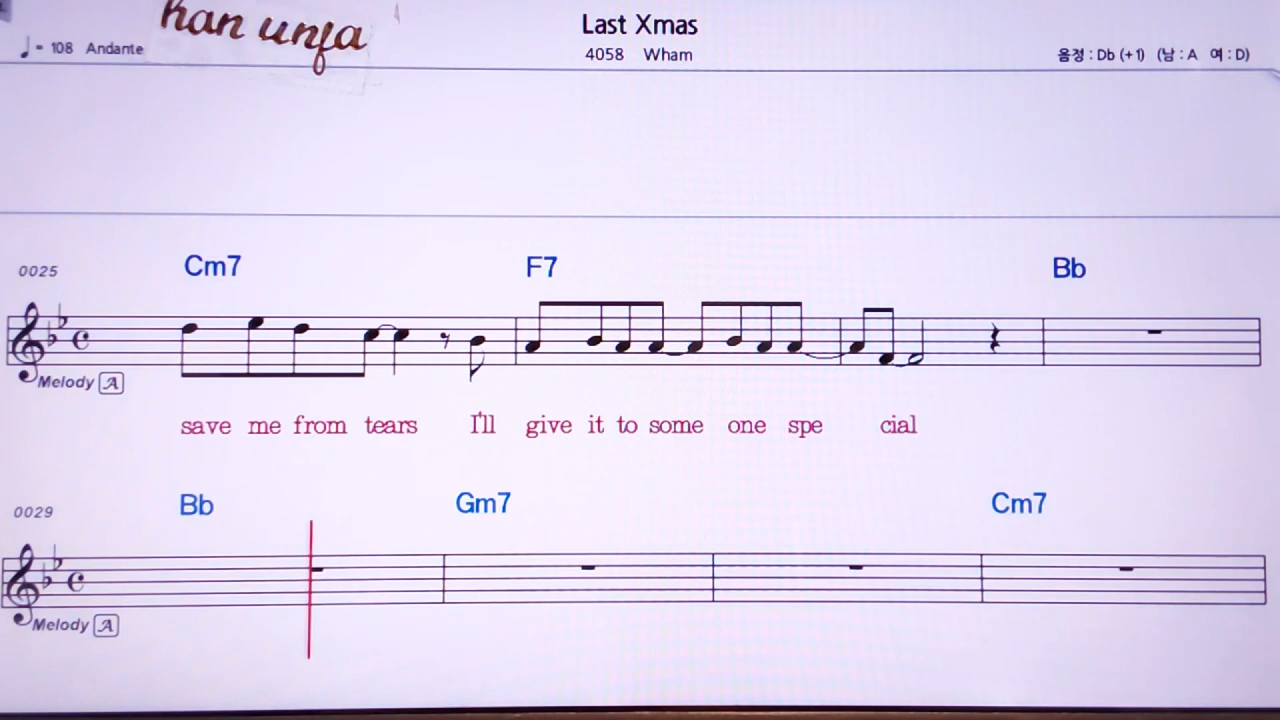 han unfa
Last Xmas
♩= 108 Andante
4058 Wham
음정 : Db (+1) (남 : A 여 : D)
0025
Cm7 F7 Bb
Melody A
save me from tears I'll give it to some one spe cial
0029
Bb Gm7 Cm7
Melody A